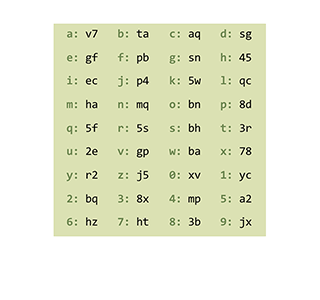 a: v7 b: ta c: aq d: sg
e: gf f: pb g: sn h: 45
i: ec j: p4 k: 5w l: qc
m: ha n: mq o: bn p: 8d
q: 5f r: 5s s: bh t: 3r
u: 2e v: gp w: ba x: 78
y: r2 z: j5 0: xv 1: yc
2: bq 3: 8x 4: mp 5: a2
6: hz 7: ht 8: 3b 9: jx